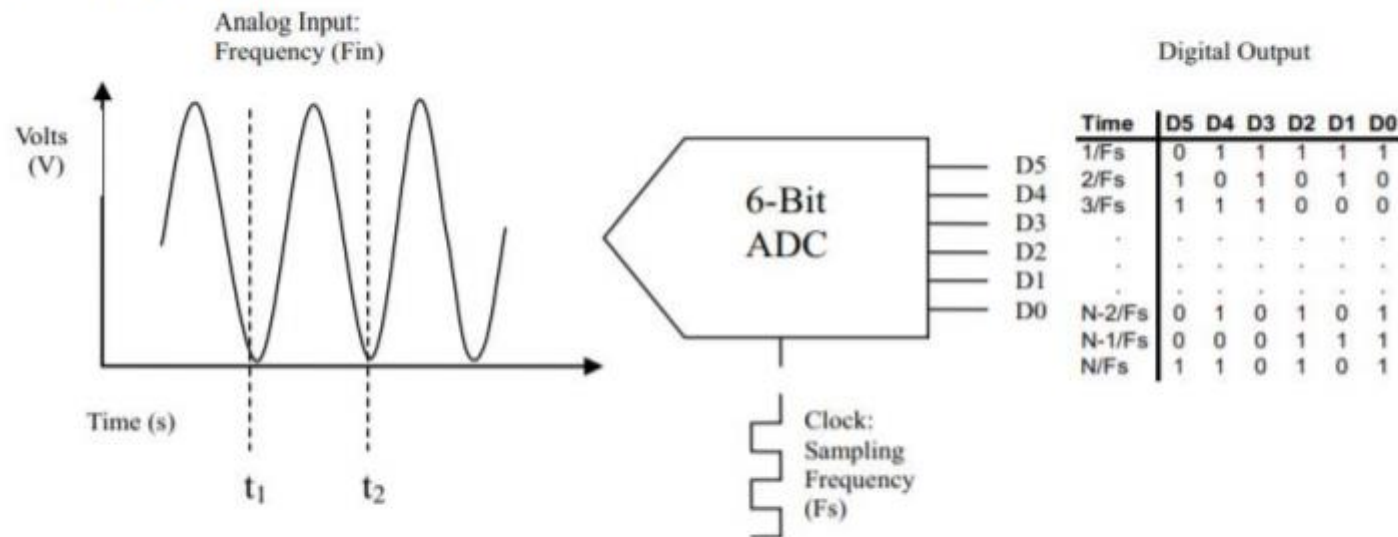 Analog Input:
Frequency (Fin)
Volts
(V)
Time (s)
t1
t2
6-Bit
ADC
D5
D4
D3
D2
D1
D0
Clock:
Sampling
Frequency
(Fs)
Digital Output
Time D5 D4 D3 D2 D1 D0
1/Fs 0 1 1 1 1 1
2/Fs 1 0 1 0 1 0
3/Fs 1 1 1 0 0 0
. . . . . . .
. . . . . . .
. . . . . . .
N-2/Fs 0 1 0 1 0 1
N-1/Fs 0 0 0 1 1 1
N/Fs 1 1 0 1 0 1